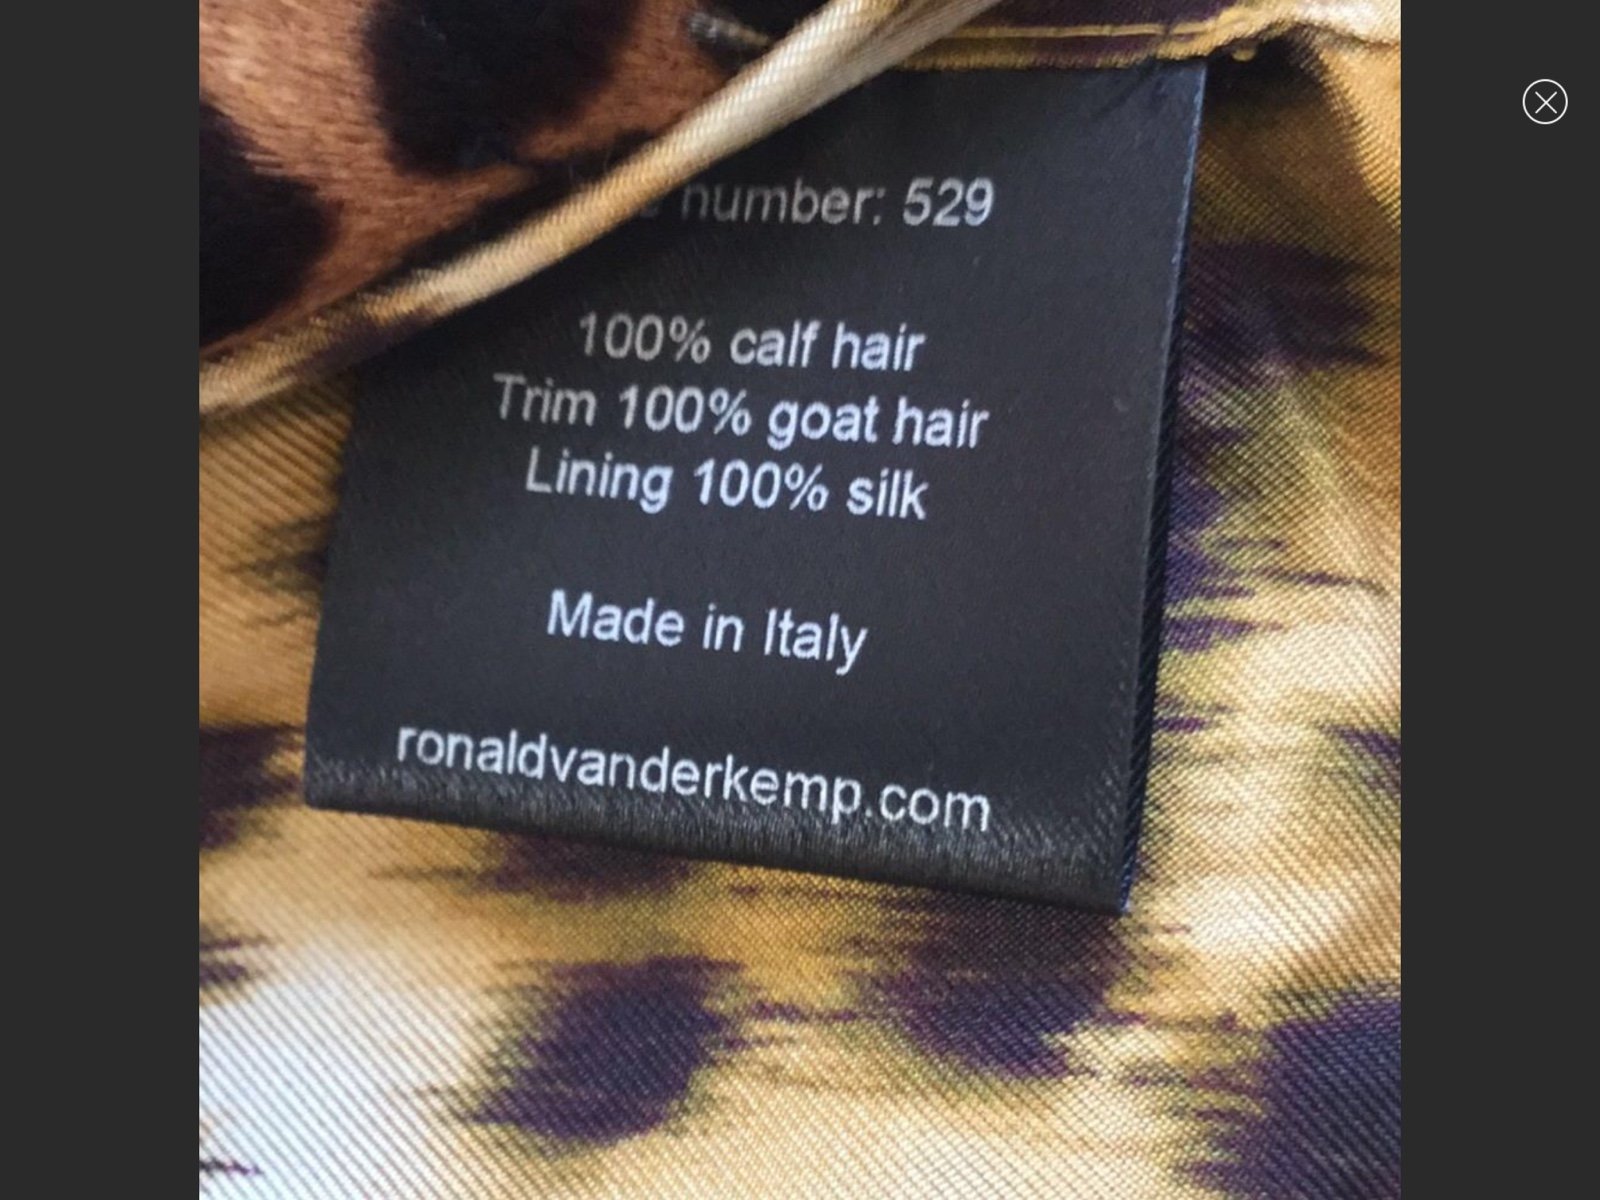 number: 529
100% calf hair
Trim 100% goat hair
Lining 100% silk
Made in Italy
ronaldvanderkemp.com